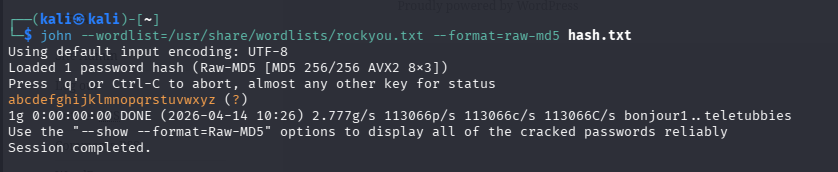 Proudly powered by WordPress
┌──(kali㉿kali)-[~]
└─$ john --wordlist=/usr/share/wordlists/rockyou.txt --format=raw-md5 hash.txt
Using default input encoding: UTF-8
Loaded 1 password hash (Raw-MD5 [MD5 256/256 AVX2 8×3])
Press 'q' or Ctrl-C to abort, almost any other key for status
abcdefghijklmnopqrstuvwxyz (?)
1g 0:00:00:00 DONE (2026-04-14 10:26) 2.777g/s 113066p/s 113066c/s 113066C/s bonjour1..teletubbies
Use the "--show --format=Raw-MD5" options to display all of the cracked passwords reliably
Session completed.